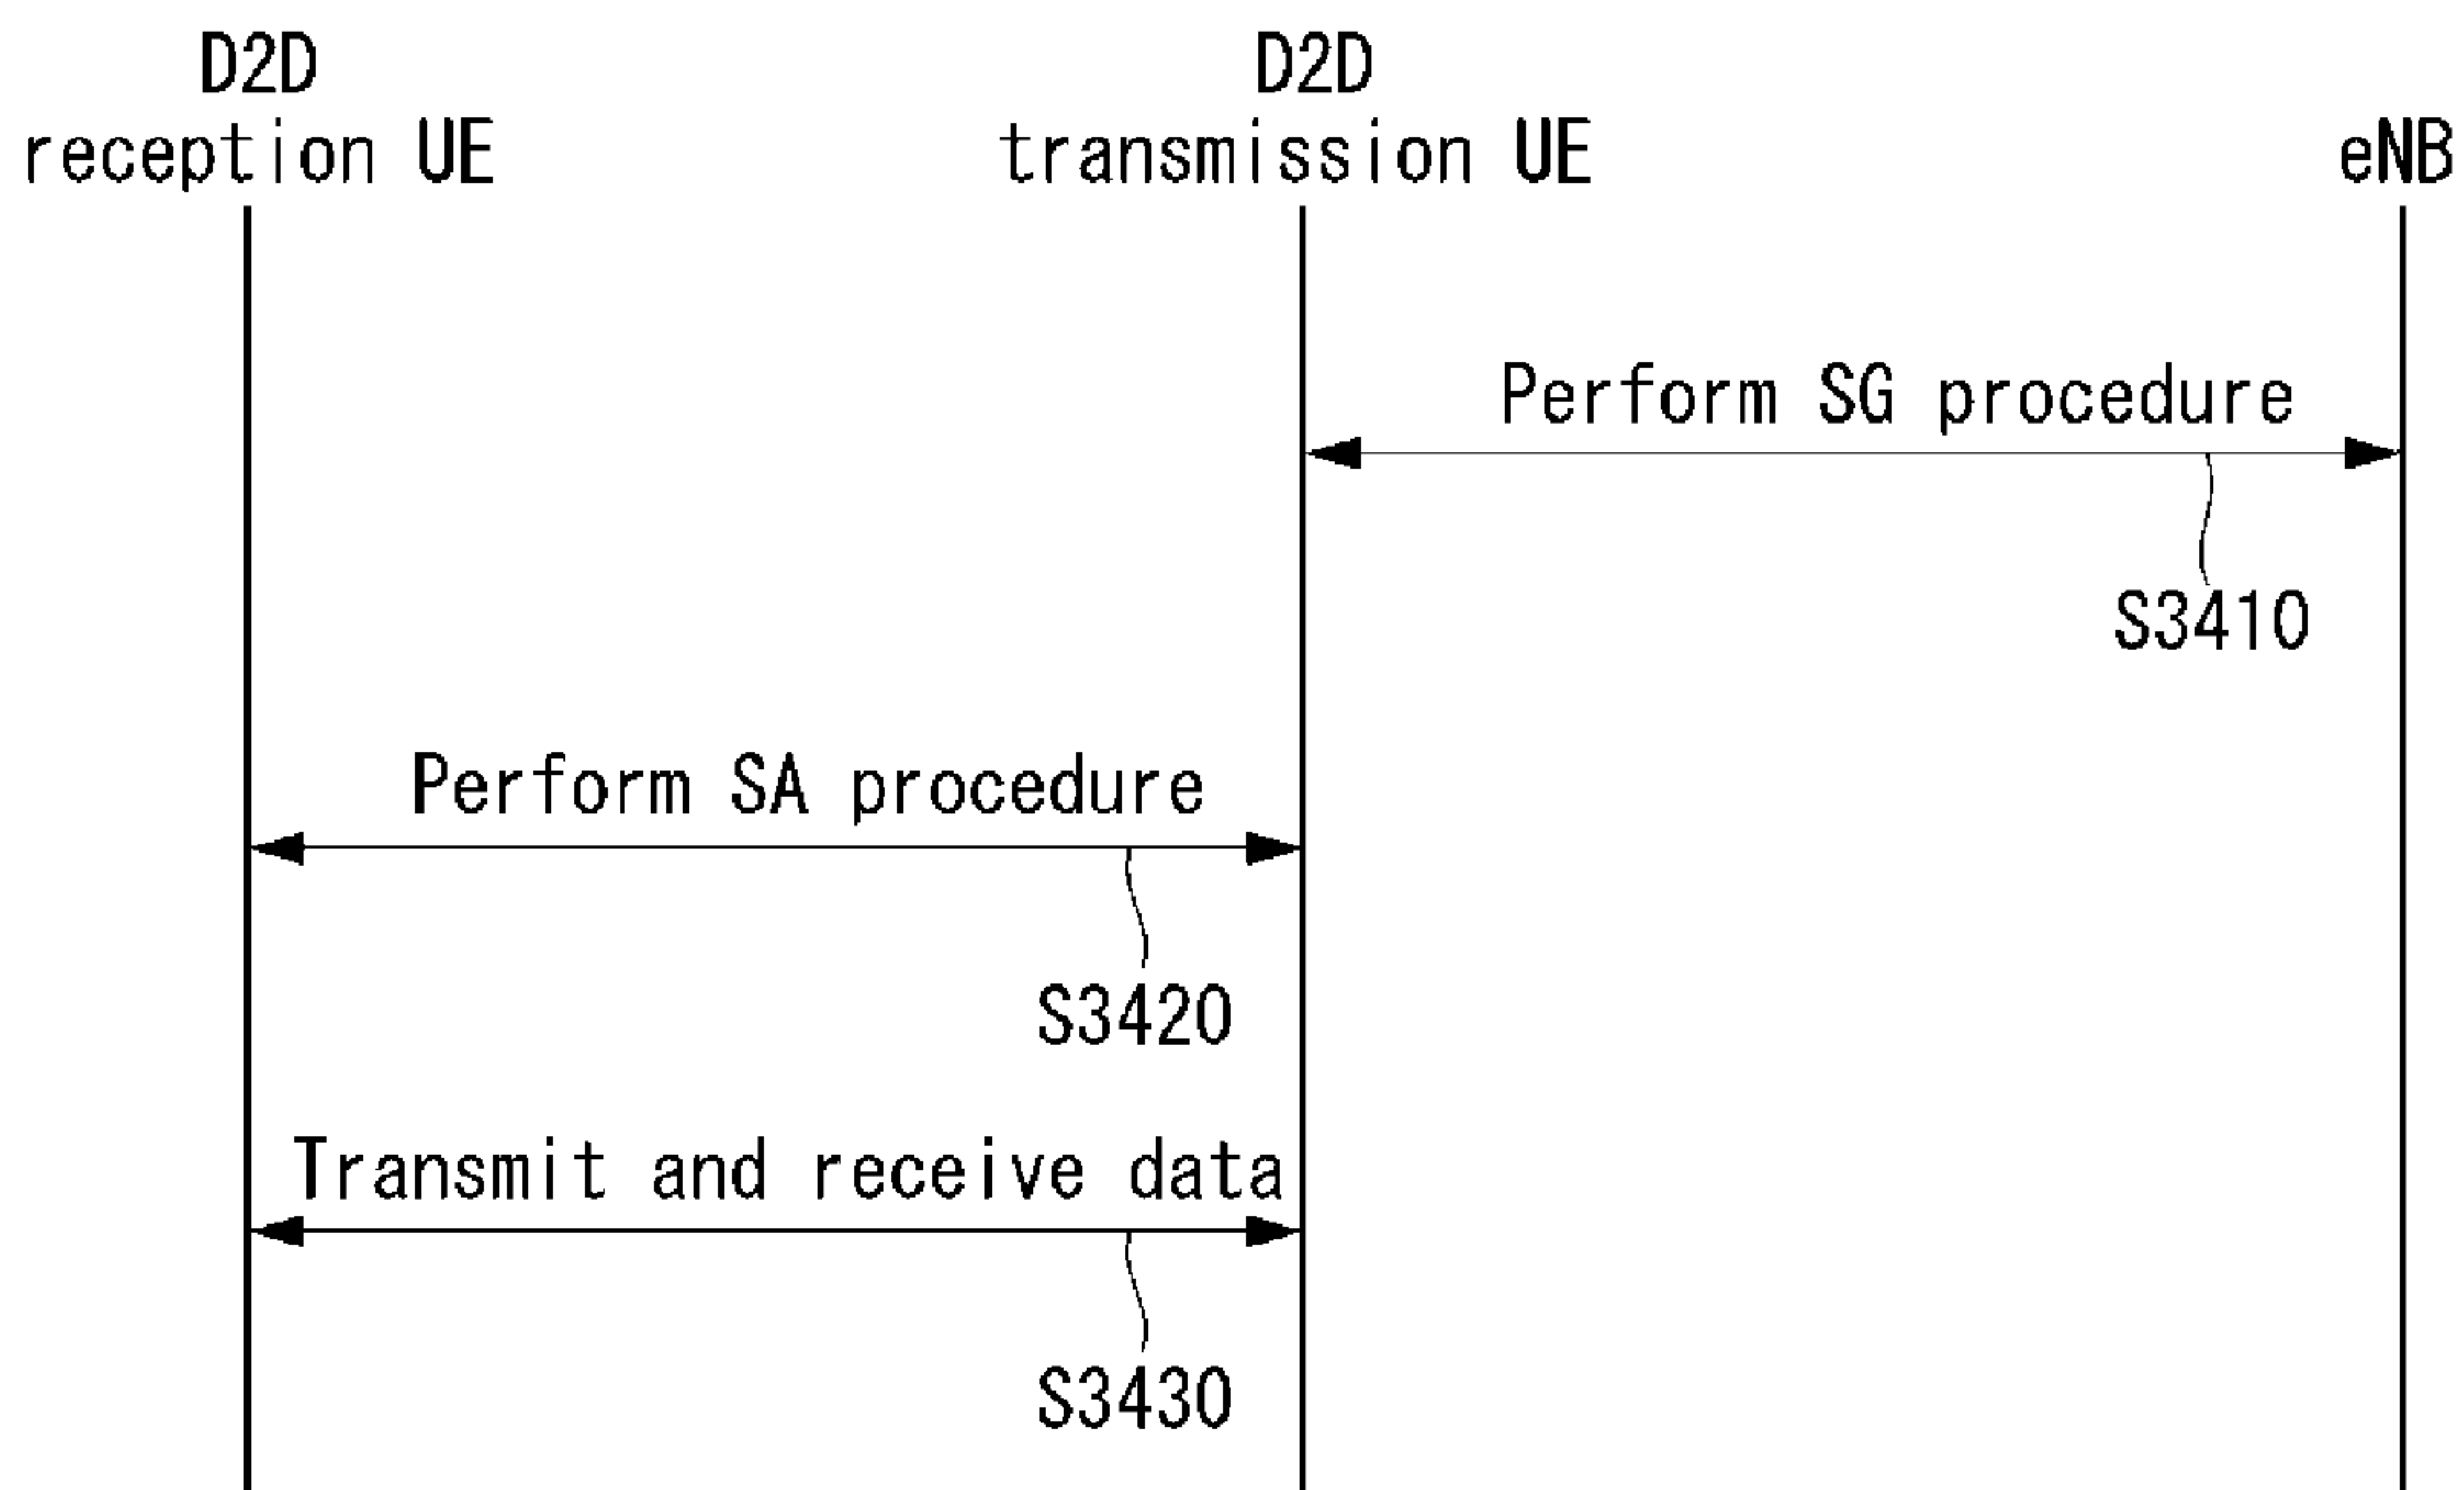 D2D
reception UE
D2D
transmission UE
eNB
Perform SG procedure
S3410
Perform SA procedure
S3420
Transmit and receive data
S3430